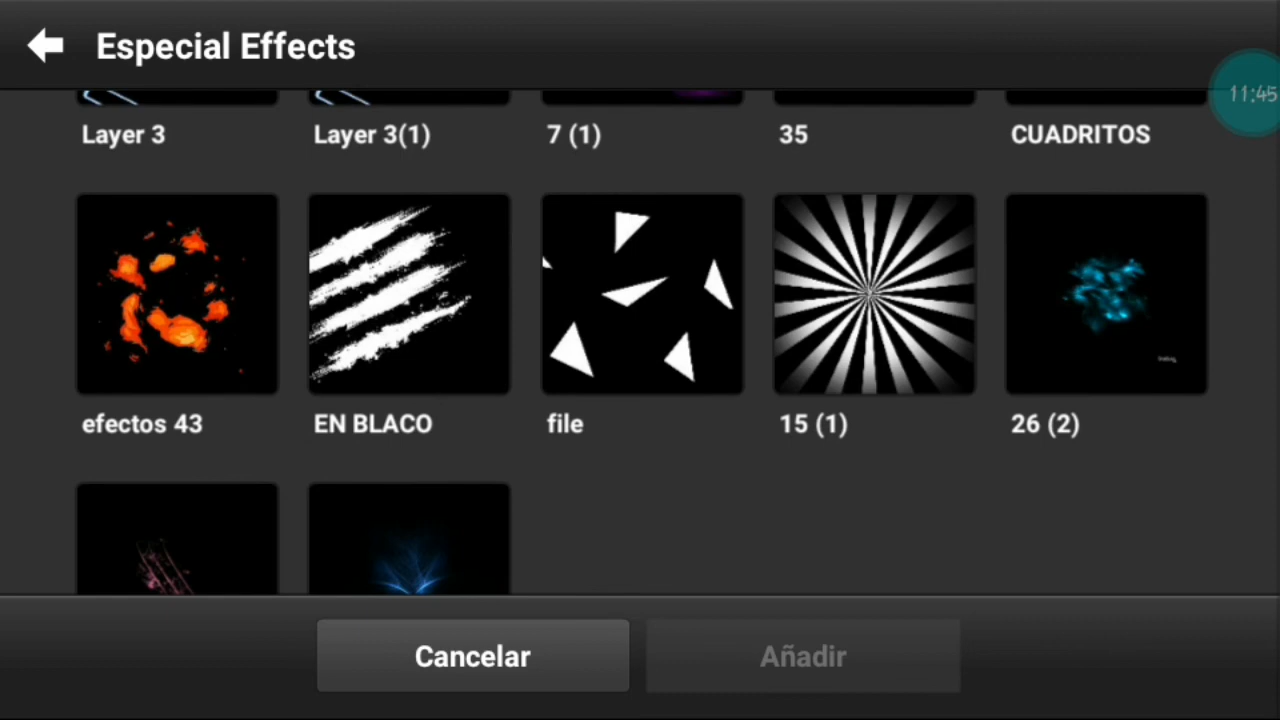 Especial Effects
11:45
Layer 3
Layer 3(1)
7 (1)
35
CUADRITOS
efectos 43
EN BLACO
file
15 (1)
26 (2)
Cancelar
Añadir